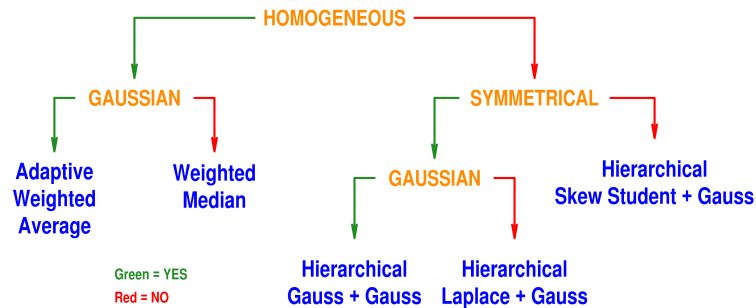 HOMOGENEOUS
GAUSSIAN
SYMMETRICAL
Adaptive
Weighted
Average
Weighted
Median
GAUSSIAN
Hierarchical
Skew Student + Gauss
Hierarchical
Gauss + Gauss
Hierarchical
Laplace + Gauss
Green = YES
Red = NO